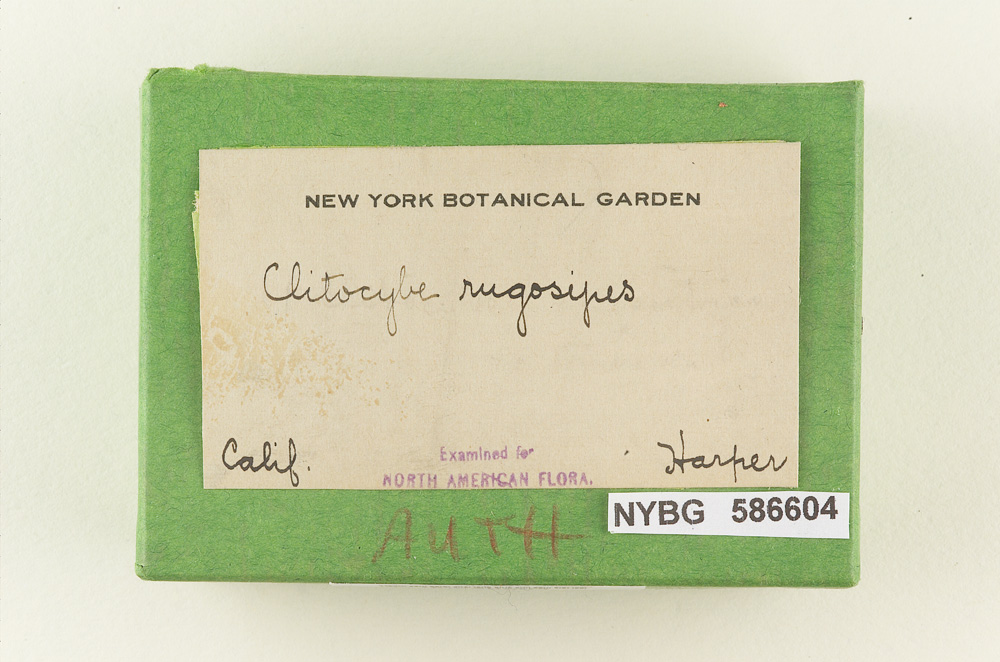 NEW YORK BOTANICAL GARDEN
Clitocybe rugosipes
Calif.
Harper
Examined for
NORTH AMERICAN FLORA.
NYBG 586604
AUTH